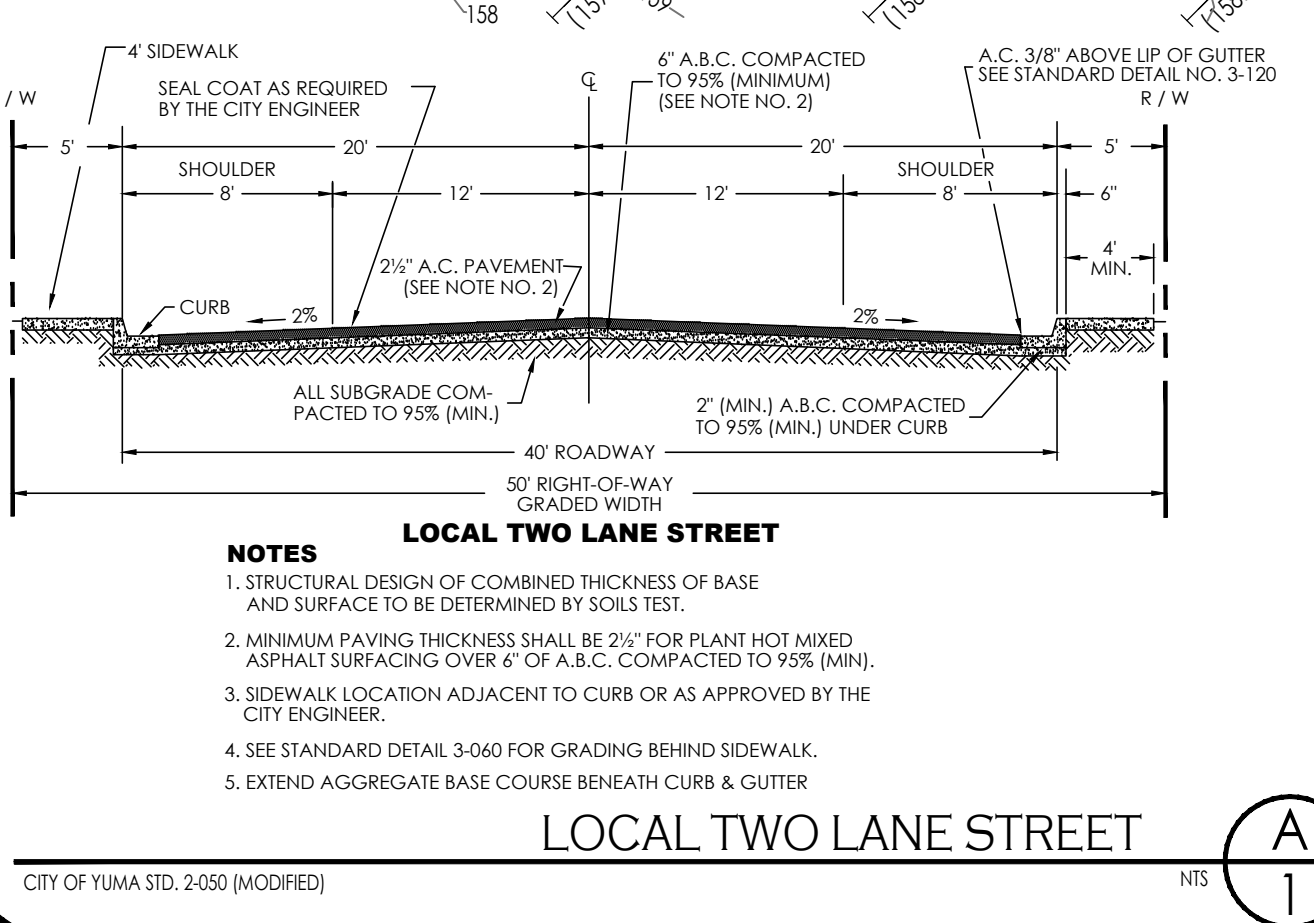 158
(157
159
(158
(158
4' SIDEWALK
SEAL COAT AS REQUIRED
BY THE CITY ENGINEER
℄
6" A.B.C. COMPACTED
TO 95% (MINIMUM)
(SEE NOTE NO. 2)
A.C. 3/8" ABOVE LIP OF GUTTER
SEE STANDARD DETAIL NO. 3-120
/ W
R / W
5'
20'
20'
5'
SHOULDER
SHOULDER
8'
12'
12'
8'
6"
4'
MIN.
2½" A.C. PAVEMENT
(SEE NOTE NO. 2)
CURB
2%
2%
ALL SUBGRADE COM-
PACTED TO 95% (MIN.)
2" (MIN.) A.B.C. COMPACTED
TO 95% (MIN.) UNDER CURB
40' ROADWAY
50' RIGHT-OF-WAY
GRADED WIDTH
LOCAL TWO LANE STREET
NOTES
1. STRUCTURAL DESIGN OF COMBINED THICKNESS OF BASE
AND SURFACE TO BE DETERMINED BY SOILS TEST.
2. MINIMUM PAVING THICKNESS SHALL BE 2½" FOR PLANT HOT MIXED
ASPHALT SURFACING OVER 6" OF A.B.C. COMPACTED TO 95% (MIN).
3. SIDEWALK LOCATION ADJACENT TO CURB OR AS APPROVED BY THE
CITY ENGINEER.
4. SEE STANDARD DETAIL 3-060 FOR GRADING BEHIND SIDEWALK.
5. EXTEND AGGREGATE BASE COURSE BENEATH CURB & GUTTER
LOCAL TWO LANE STREET
A
1
CITY OF YUMA STD. 2-050 (MODIFIED)
NTS